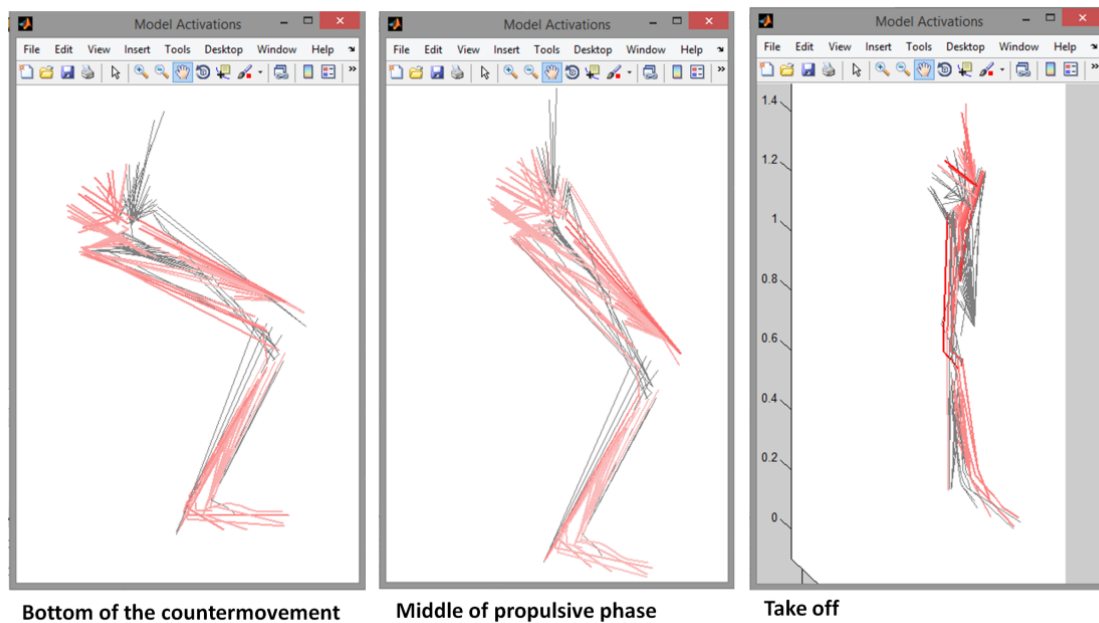 Model Activations
File Edit View Insert Tools Desktop Window Help
Model Activations
File Edit View Insert Tools Desktop Window Help
Model Activations
File Edit View Insert Tools Desktop Window Help
1.4
1.2
1
0.8
0.6
0.4
0.2
0
Bottom of the countermovement
Middle of propulsive phase
Take off